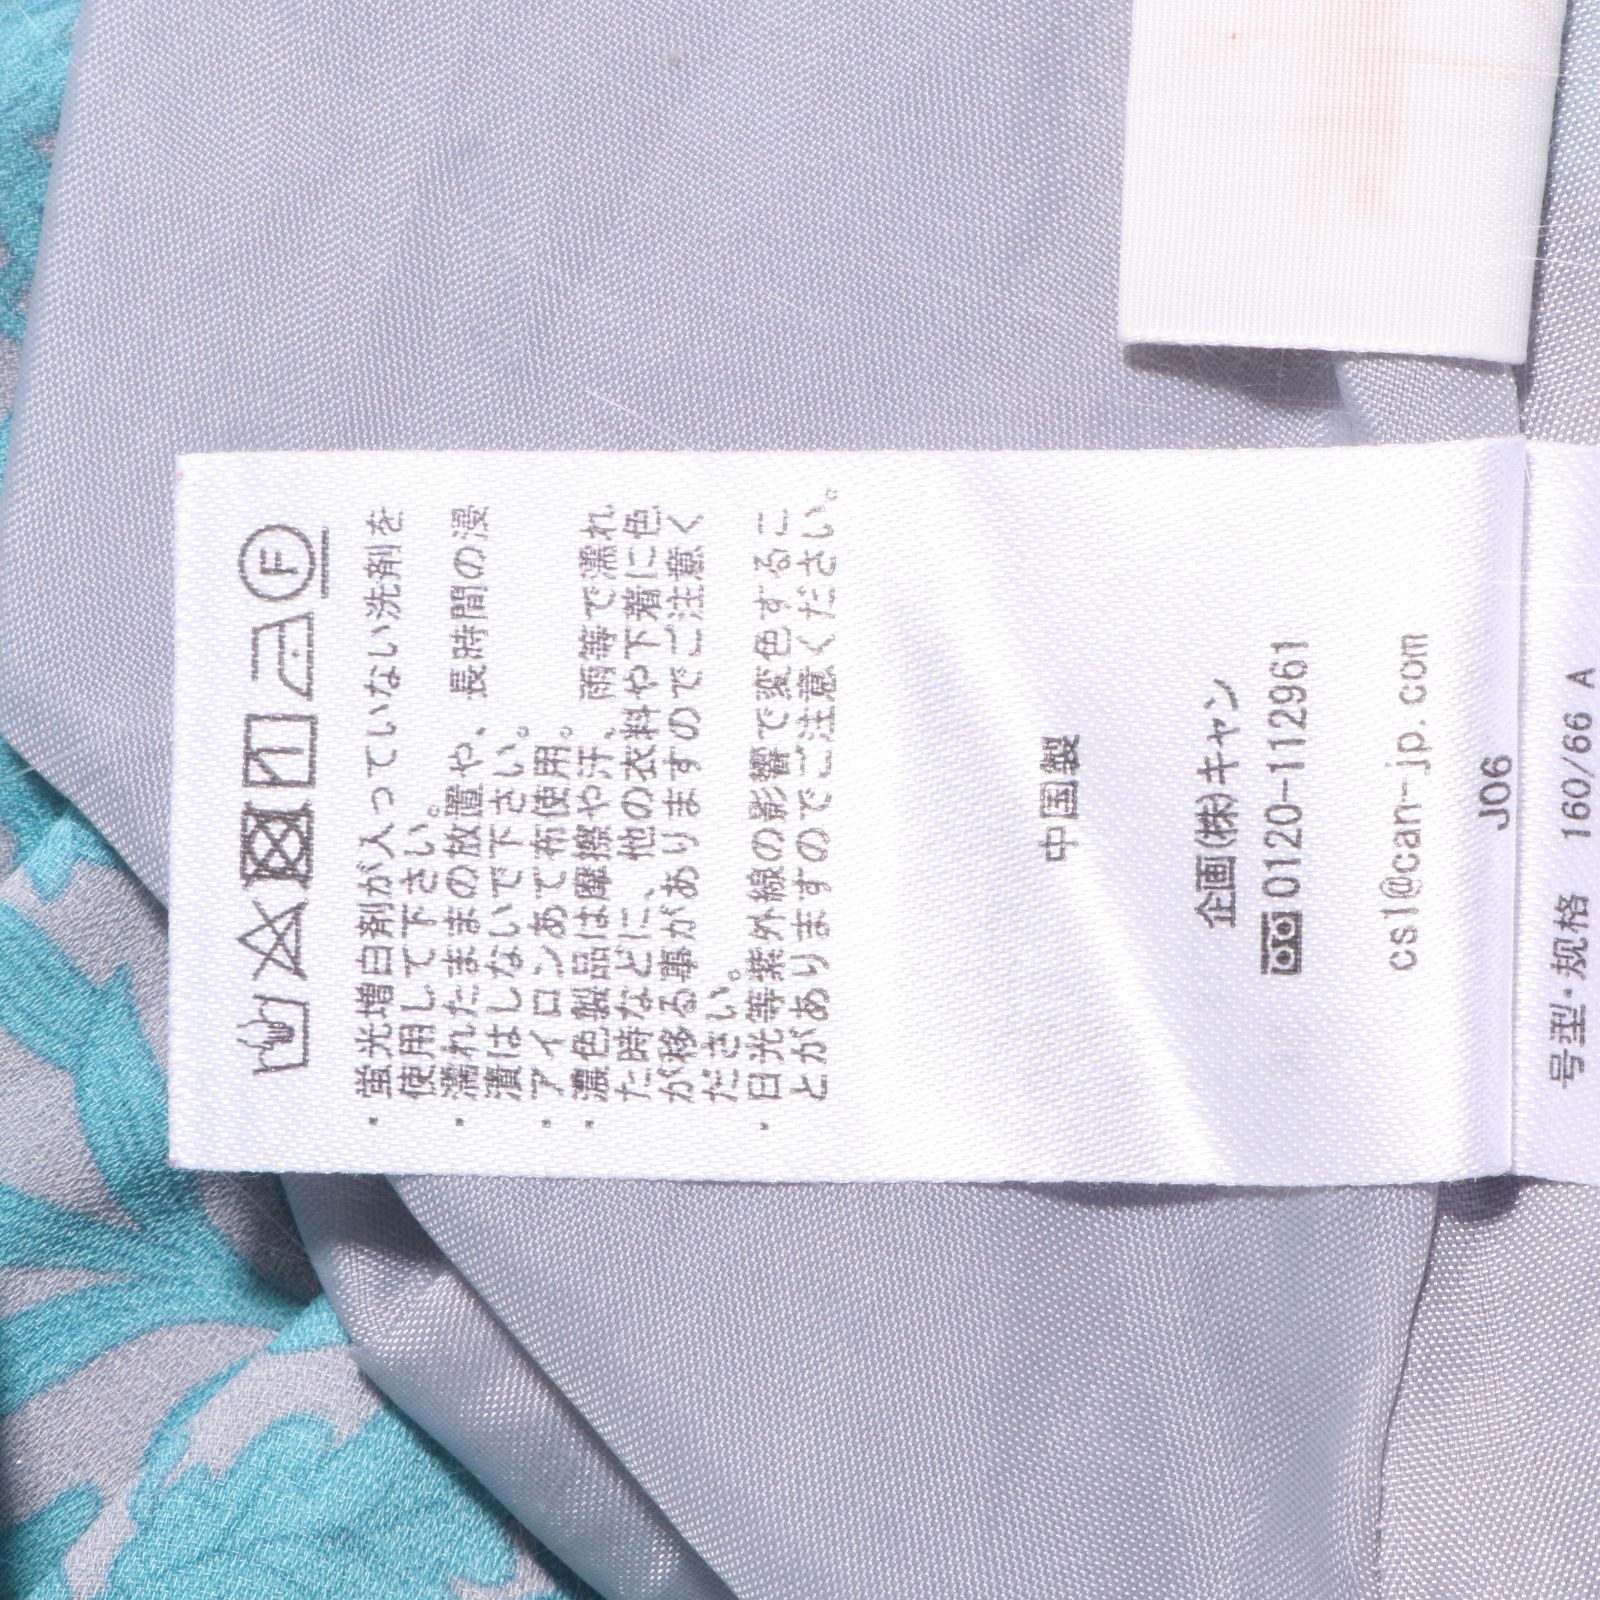 F
・蛍光増白剤が入っていない洗剤を
使用して下さい。
・濡れたままの放置や、長時間の浸
漬はしないで下さい。
・アイロンあて布使用。
・濃色製品は摩擦や汗、雨等で濡れ
た時などに、他の衣料や下着に色
が移る事がありますのでご注意く
ださい。
・日光等紫外線の影響で変色するこ
とがありますのでご注意ください。
中国製
企画(株)キャン
0120-112961
csl@can-jp.com
J06
号型·规格 160/66 A